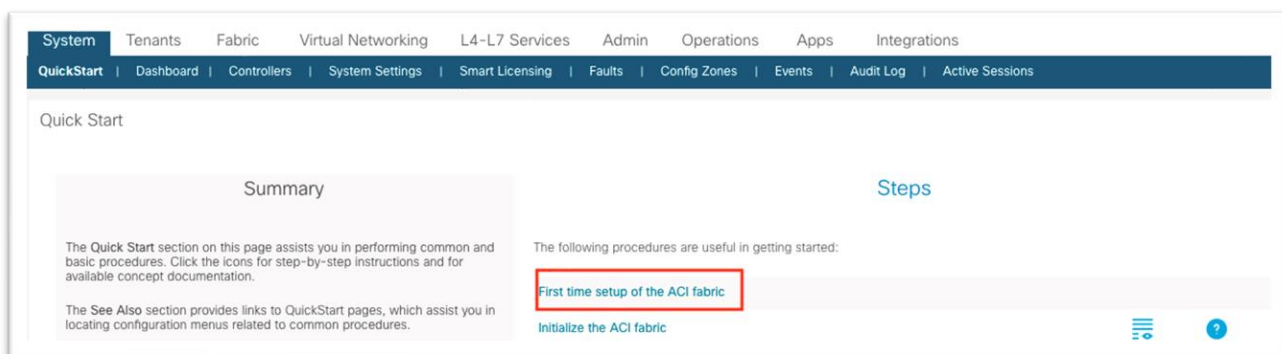 System Tenants Fabric Virtual Networking L4-L7 Services Admin Operations Apps Integrations
QuickStart | Dashboard | Controllers | System Settings | Smart Licensing | Faults | Config Zones | Events | Audit Log | Active Sessions
Quick Start
Summary
The Quick Start section on this page assists you in performing common and
basic procedures. Click the icons for step-by-step instructions and for
available concept documentation.
The See Also section provides links to QuickStart pages, which assist you in
locating configuration menus related to common procedures.
Steps
The following procedures are useful in getting started:
First time setup of the ACI fabric
Initialize the ACI fabric
?